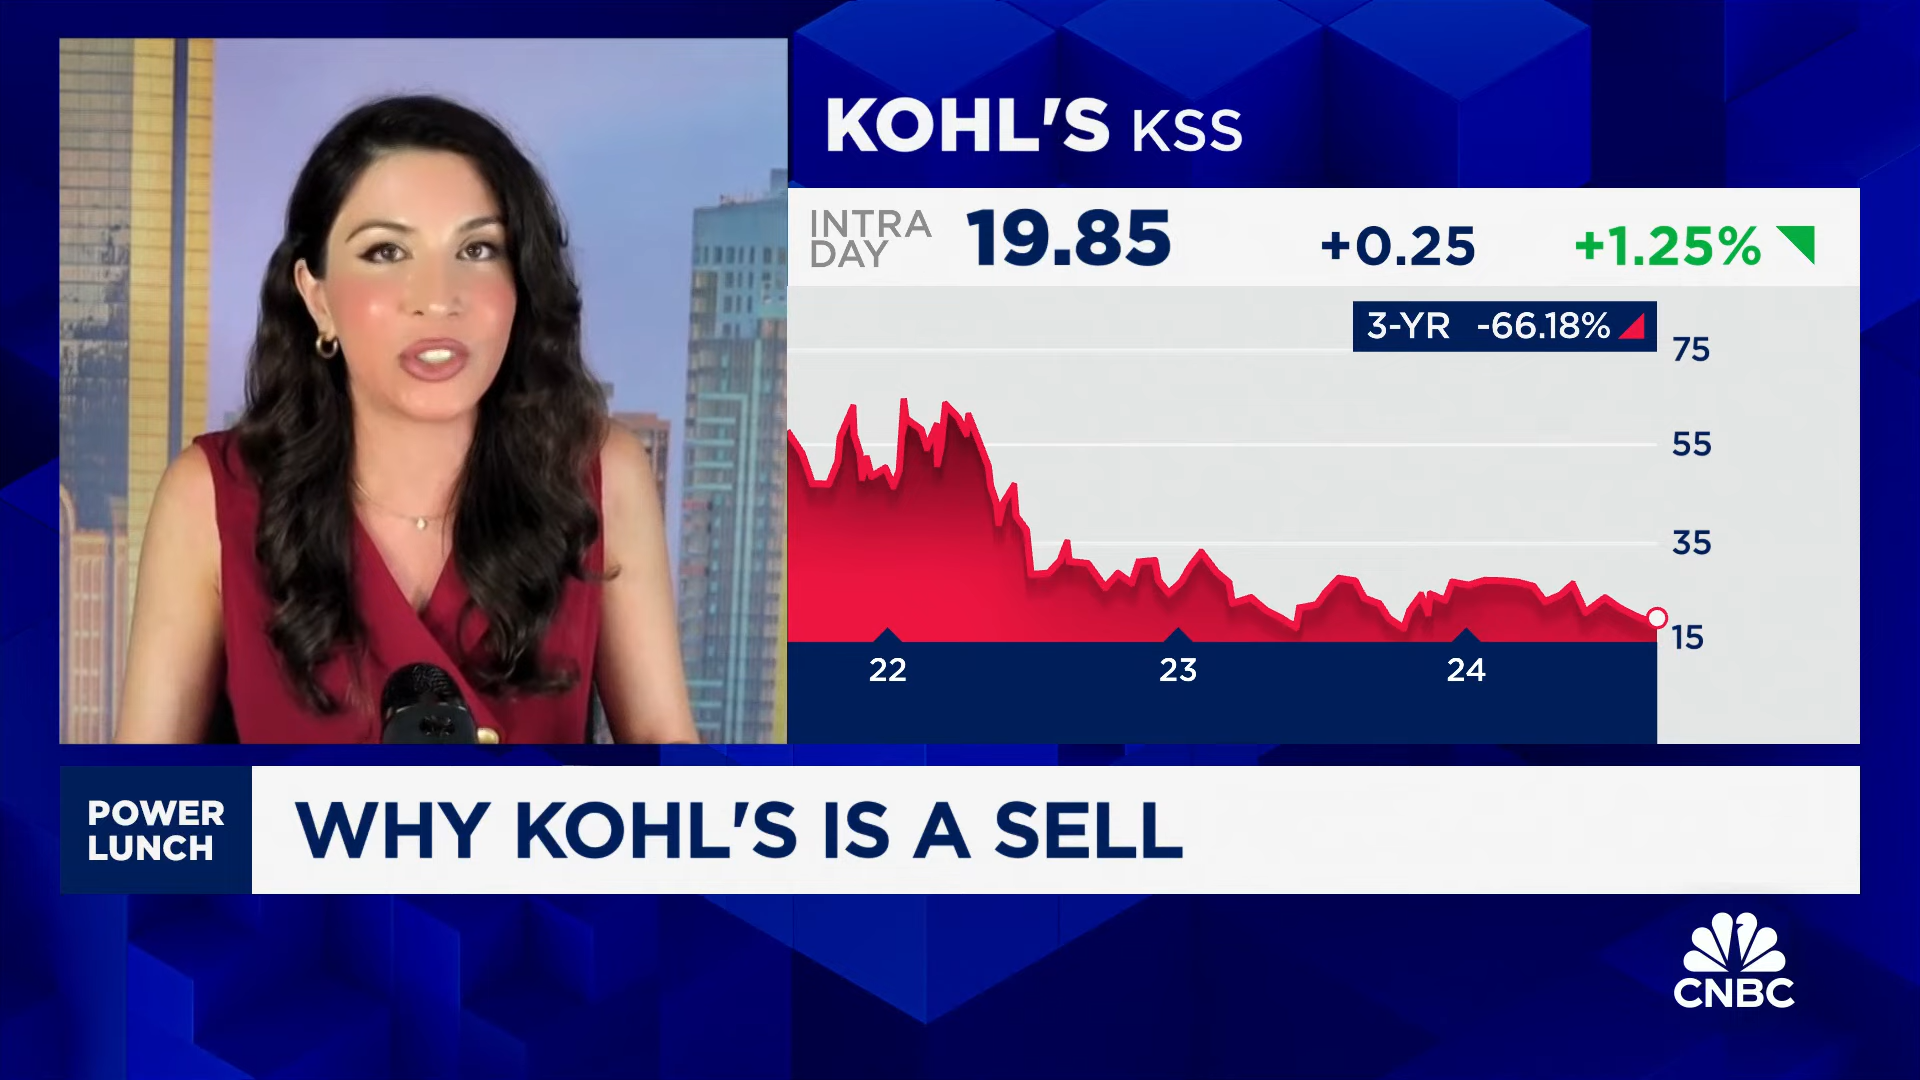 KOHL'S KSS
INTRA
DAY
19.85 +0.25 +1.25%
3-YR -66.18%
75
55
35
15
22 23 24
POWER
LUNCH
WHY KOHL'S IS A SELL
CNBC